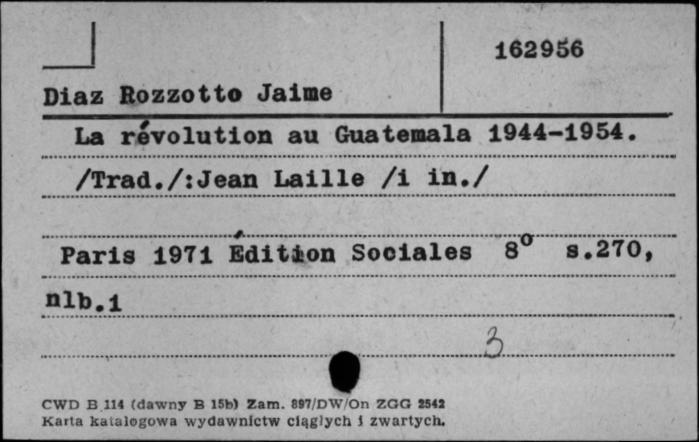 162956
Diaz Rozzotto Jaime
La révolution au Guatemala 1944-1954.
/Trad./:Jean Laille /i in./
Paris 1971 Édition Sociales 8° s.270,
nlb.1
3
CWD B 114 (dawny B 15b) Zam. 897/DW/On ZGG 2542
Karta katalogowa wydawnictw ciągłych i zwartych.